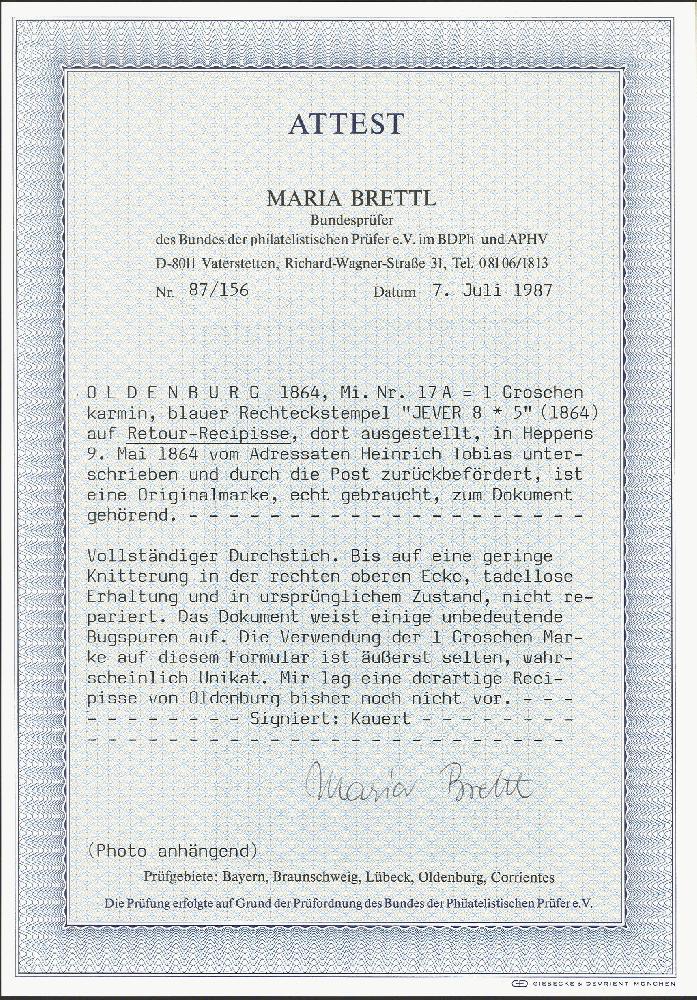 ATTEST
MARIA BRETTL
Bundesprüfer
des Bundes der philatelistischen Prüfer e.V. im BDPh und APHV
D-8011 Vaterstetten, Richard-Wagner-Straße 31, Tel. 08106/1813
Nr. 87/156 Datum 7. Juli 1987
O L D E N B U R G 1864, Mi. Nr. 17A = 1 Groschen
karmin, blauer Rechteckstempel "JEVER 8 * 5" (1864)
auf Retour-Recipisse, dort ausgestellt, in Heppens
9. Mai 1864 vom Adressaten Heinrich Tobias unter-
schrieben und durch die Post zurückbefördert, ist
eine Originalmarke, echt gebraucht, zum Dokument
gehörend. - - - - - - - - - - - - - - - - - - - -
Vollständiger Durchstich. Bis auf eine geringe
Knitterung in der rechten oberen Ecke, tadellose
Erhaltung und in ursprünglichem Zustand, nicht re-
pariert. Das Dokument weist einige unbedeutende
Bugspuren auf. Die Verwendung der 1 Groschen Mar-
ke auf diesem Formular ist äußerst selten, wahr-
scheinlich Unikat. Mir lag eine derartige Reci-
pisse von Oldenburg bisher noch nicht vor. - - -
- - - - - - - - Signiert: Kauert - - - - - - - -
- - - - - - - - - - - - - - - - - - - - - - - -
Maria Brettl
(Photo anhängend)
Prüfgebiete: Bayern, Braunschweig, Lübeck, Oldenburg, Corrientes
Die Prüfung erfolgte auf Grund der Prüfordnung des Bundes der Philatelistischen Prüfer e.V.
GIESECKE & DEVRIENT MÜNCHEN